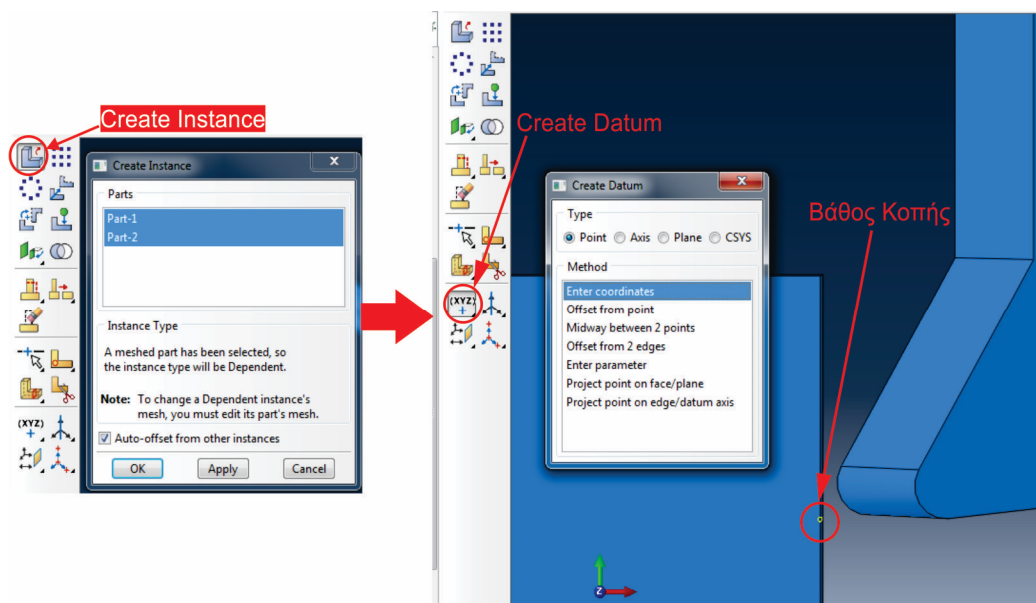 Create Instance
Create Instance
X
Parts
Part-1
Part-2
Instance Type
A meshed part has been selected, so
the instance type will be Dependent.
Note: To change a Dependent instance's
mesh, you must edit its part's mesh.
Auto-offset from other instances
OK
Apply
Cancel
(XYZ)
Create Datum
Create Datum
X
Type
Point
Axis
Plane
CSYS
Method
Enter coordinates
Offset from point
Midway between 2 points
Offset from 2 edges
Enter parameter
Project point on face/plane
Project point on edge/datum axis
(XYZ)
Βάθος Κοπής
Z